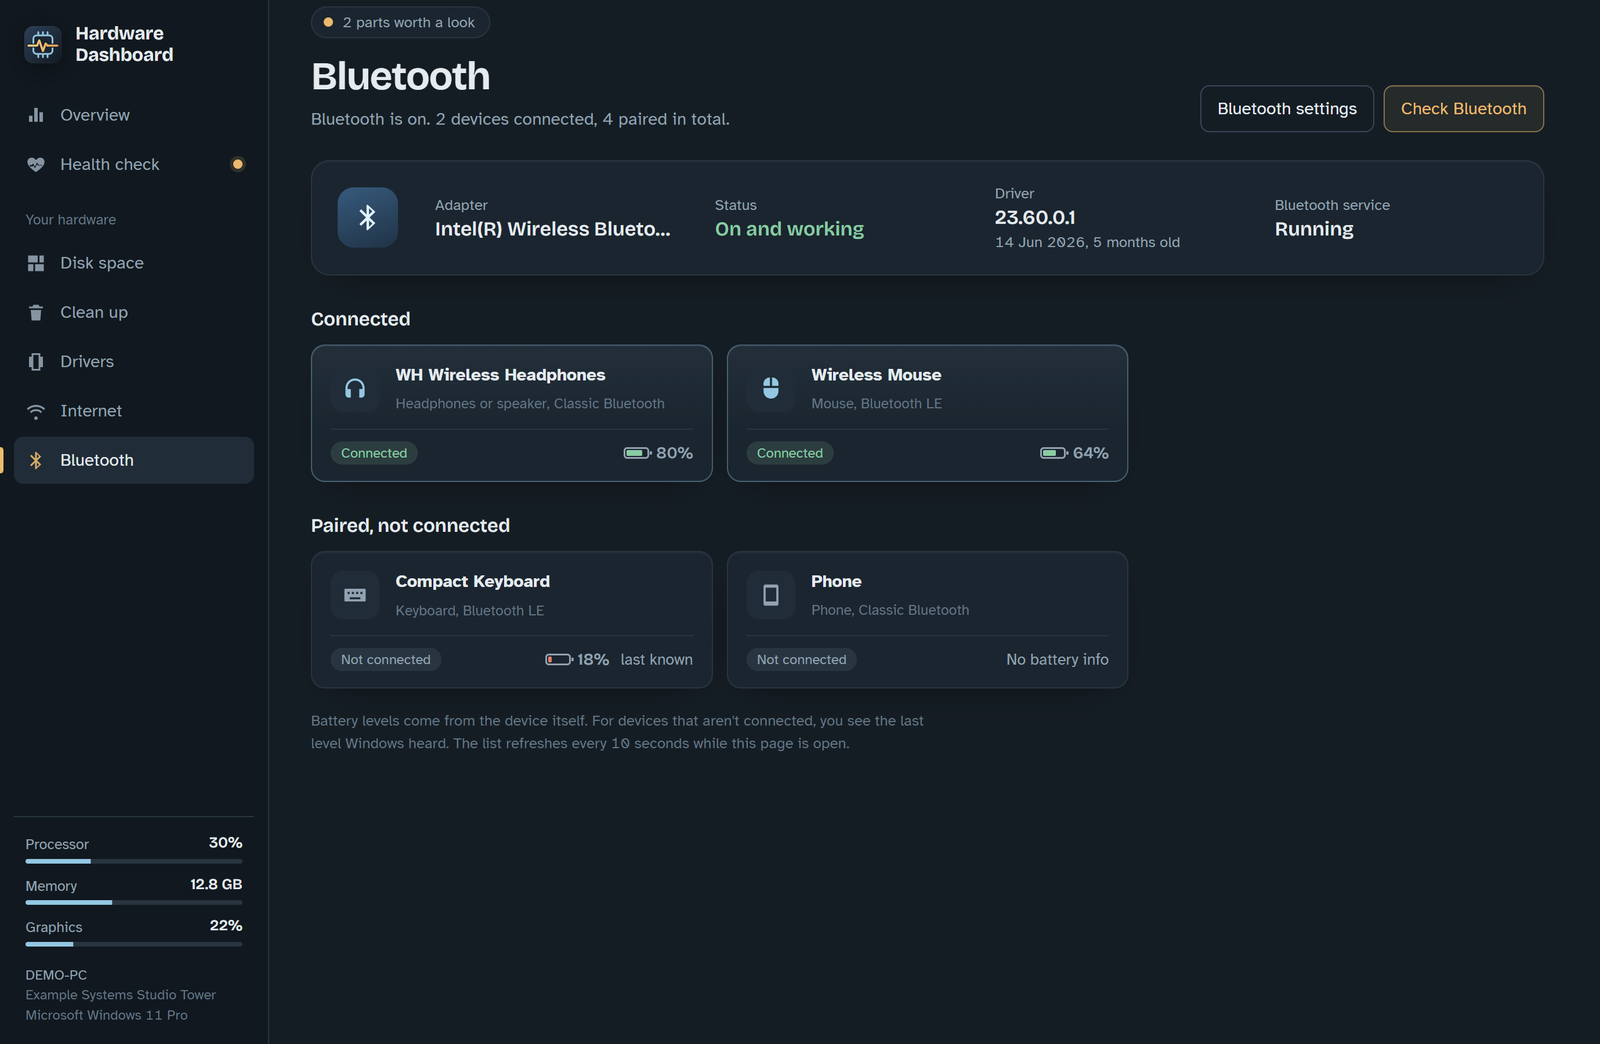 Hardware
Dashboard
Overview
Health check
Your hardware
Disk space
Clean up
Drivers
Internet
Bluetooth
Processor 30%
Memory 12.8 GB
Graphics 22%
DEMO-PC
Example Systems Studio Tower
Microsoft Windows 11 Pro
2 parts worth a look
Bluetooth
Bluetooth is on. 2 devices connected, 4 paired in total.
Bluetooth settings
Check Bluetooth
Adapter
Intel(R) Wireless Blueto...
Status
On and working
Driver
23.60.0.1
14 Jun 2026, 5 months old
Bluetooth service
Running
Connected
WH Wireless Headphones
Headphones or speaker, Classic Bluetooth
Connected 80%
Wireless Mouse
Mouse, Bluetooth LE
Connected 64%
Paired, not connected
Compact Keyboard
Keyboard, Bluetooth LE
Not connected 18% last known
Phone
Phone, Classic Bluetooth
Not connected No battery info
Battery levels come from the device itself. For devices that aren't connected, you see the last
level Windows heard. The list refreshes every 10 seconds while this page is open.